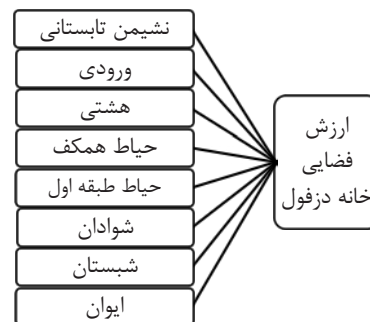 نشیمن تابستانی
ورودی
هشتی
حیاط همکف
حیاط طبقه اول
شوادان
شبستان
ایوان
ارزش
فضایی
خانه دزفول